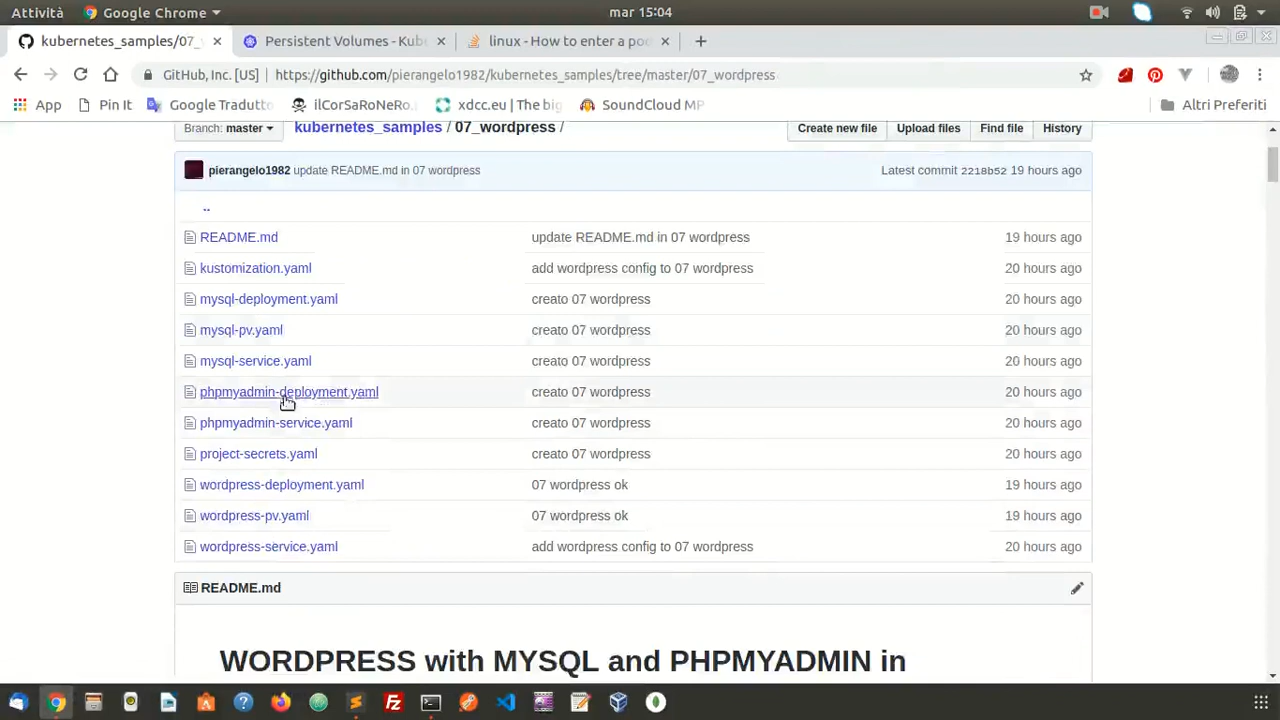 Attività Google Chrome mar 15:04
kubernetes_samples/07_ Persistent Volumes - Kub linux - How to enter a poc
GitHub, Inc. [US] https://github.com/pierangelo1982/kubernetes_samples/tree/master/07_wordpress
App Pin It Google Tradutto ilCorSaRoNeRo. xdcc.eu | The big SoundCloud MP Altri Preferiti
Branch: master kubernetes_samples / 07_wordpress / Create new file Upload files Find file History
pierangelo1982 update README.md in 07 wordpress Latest commit 2218b52 19 hours ago
..
README.md update README.md in 07 wordpress 19 hours ago
kustomization.yaml add wordpress config to 07 wordpress 20 hours ago
mysql-deployment.yaml creato 07 wordpress 20 hours ago
mysql-pv.yaml creato 07 wordpress 20 hours ago
mysql-service.yaml creato 07 wordpress 20 hours ago
phpmyadmin-deployment.yaml creato 07 wordpress 20 hours ago
phpmyadmin-service.yaml creato 07 wordpress 20 hours ago
project-secrets.yaml creato 07 wordpress 20 hours ago
wordpress-deployment.yaml 07 wordpress ok 19 hours ago
wordpress-pv.yaml 07 wordpress ok 19 hours ago
wordpress-service.yaml add wordpress config to 07 wordpress 20 hours ago
README.md
WORDPRESS with MYSQL and PHPMYADMIN in